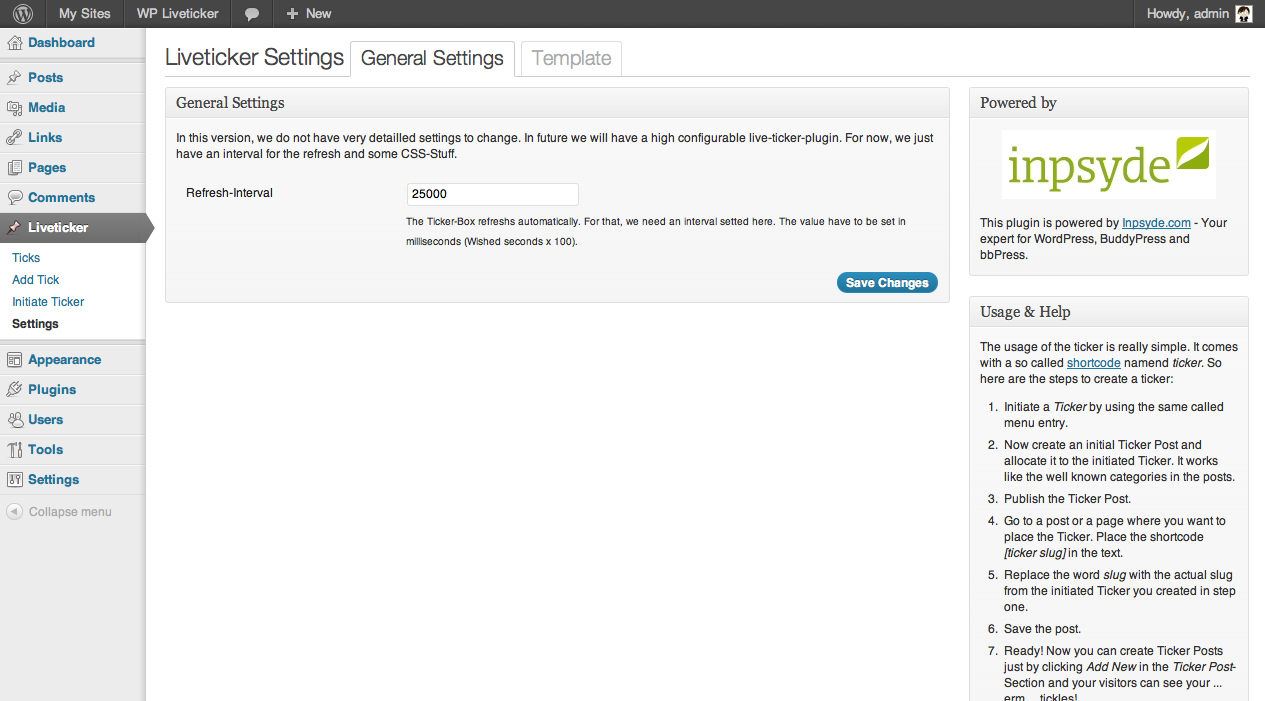 My Sites
WP Liveticker
New
Howdy, admin
Dashboard
Posts
Media
Links
Pages
Comments
Liveticker
Ticks
Add Tick
Initiate Ticker
Settings
Appearance
Plugins
Users
Tools
Settings
Collapse menu
Liveticker Settings
General Settings
Template
General Settings
In this version, we do not have very detailled settings to change. In future we will have a high configurable live-ticker-plugin. For now, we just
have an interval for the refresh and some CSS-Stuff.
Refresh-Interval
25000
The Ticker-Box refreshs automatically. For that, we need an interval setted here. The value have to be set in
milliseconds (Wished seconds x 100).
Save Changes
Powered by
inpsyde
This plugin is powered by Inpsyde.com - Your
expert for WordPress, BuddyPress and
bbPress.
Usage & Help
The usage of the ticker is really simple. It comes
with a so called shortcode namend ticker. So
here are the steps to create a ticker:
1. Initiate a Ticker by using the same called
menu entry.
2. Now create an initial Ticker Post and
allocate it to the initiated Ticker. It works
like the well known categories in the posts.
3. Publish the Ticker Post.
4. Go to a post or a page where you want to
place the Ticker. Place the shortcode
[ticker slug] in the text.
5. Replace the word slug with the actual slug
from the initiated Ticker you created in step
one.
6. Save the post.
7. Ready! Now you can create Ticker Posts
just by clicking Add New in the Ticker Post-
Section and your visitors can see your ...
erm... tickles!